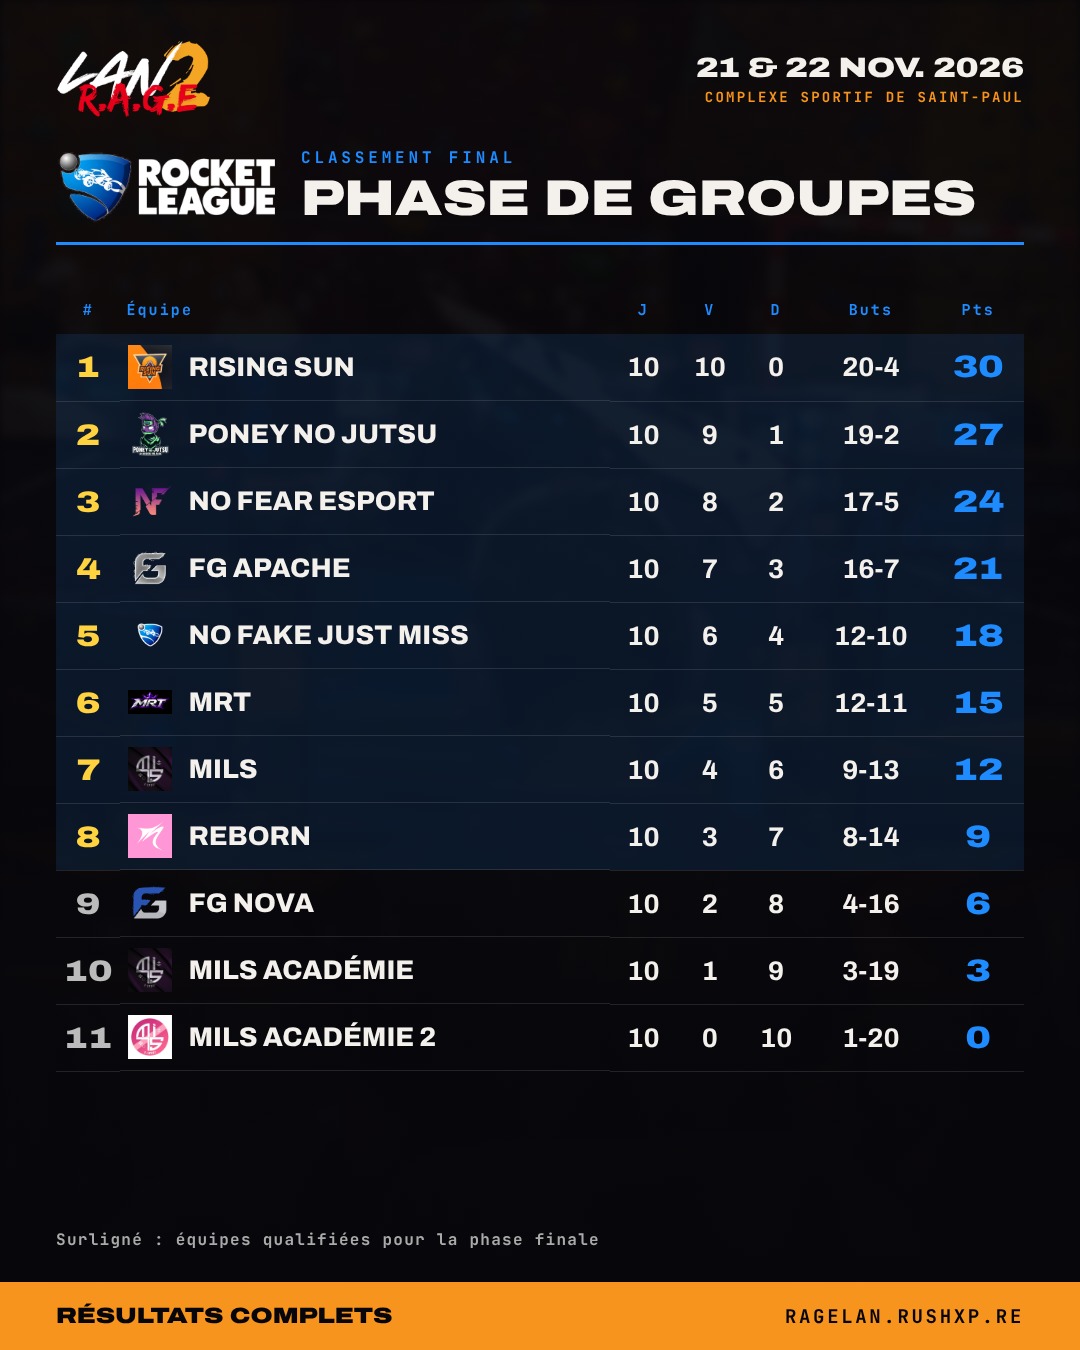 LAN2
R.A.G.E
21 & 22 NOV. 2026
COMPLEXE SPORTIF DE SAINT-PAUL
ROCKET
LEAGUE
CLASSEMENT FINAL
PHASE DE GROUPES
# Équipe J V D Buts Pts
1 RISING SUN 10 10 0 20-4 30
2 PONEY NO JUTSU 10 9 1 19-2 27
3 NF NO FEAR ESPORT 10 8 2 17-5 24
4 FG APACHE 10 7 3 16-7 21
5 NO FAKE JUST MISS 10 6 4 12-10 18
6 MRT MRT 10 5 5 12-11 15
7 MILS 10 4 6 9-13 12
8 REBORN 10 3 7 8-14 9
9 FG NOVA 10 2 8 4-16 6
10 MILS ACADÉMIE 10 1 9 3-19 3
11 MILS ACADÉMIE 2 10 0 10 1-20 0
Surligné : équipes qualifiées pour la phase finale
RÉSULTATS COMPLETS
RAGELAN.RUSHXP.RE